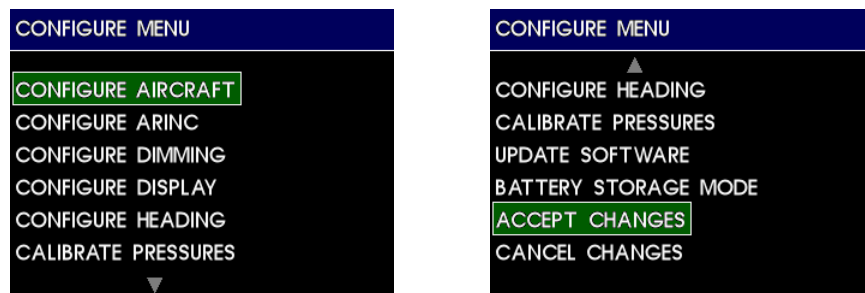 CONFIGURE MENU
CONFIGURE AIRCRAFT
CONFIGURE ARINC
CONFIGURE DIMMING
CONFIGURE DISPLAY
CONFIGURE HEADING
CALIBRATE PRESSURES
CONFIGURE MENU
CONFIGURE HEADING
CALIBRATE PRESSURES
UPDATE SOFTWARE
BATTERY STORAGE MODE
ACCEPT CHANGES
CANCEL CHANGES